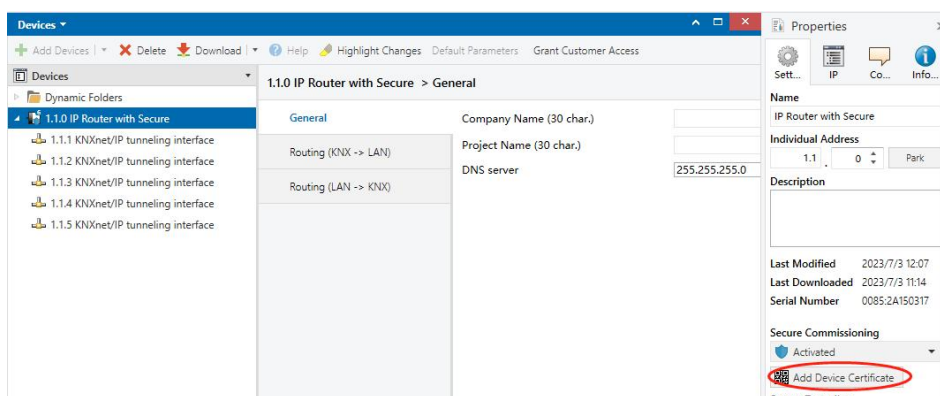 Devices
Add Devices Delete Download Help Highlight Changes Default Parameters Grant Customer Access
Devices
Dynamic Folders
1.1.0 IP Router with Secure
1.1.1 KNXnet/IP tunneling interface
1.1.2 KNXnet/IP tunneling interface
1.1.3 KNXnet/IP tunneling interface
1.1.4 KNXnet/IP tunneling interface
1.1.5 KNXnet/IP tunneling interface
1.1.0 IP Router with Secure > General
General
Routing (KNX -> LAN)
Routing (LAN -> KNX)
Company Name (30 char.)
Project Name (30 char.)
DNS server 255.255.255.0
Properties
Sett... IP Co... Info...
Name
IP Router with Secure
Individual Address
1.1 . 0 Park
Description
Last Modified 2023/7/3 12:07
Last Downloaded 2023/7/3 11:14
Serial Number 0085:2A150317
Secure Commissioning
Activated
Add Device Certificate